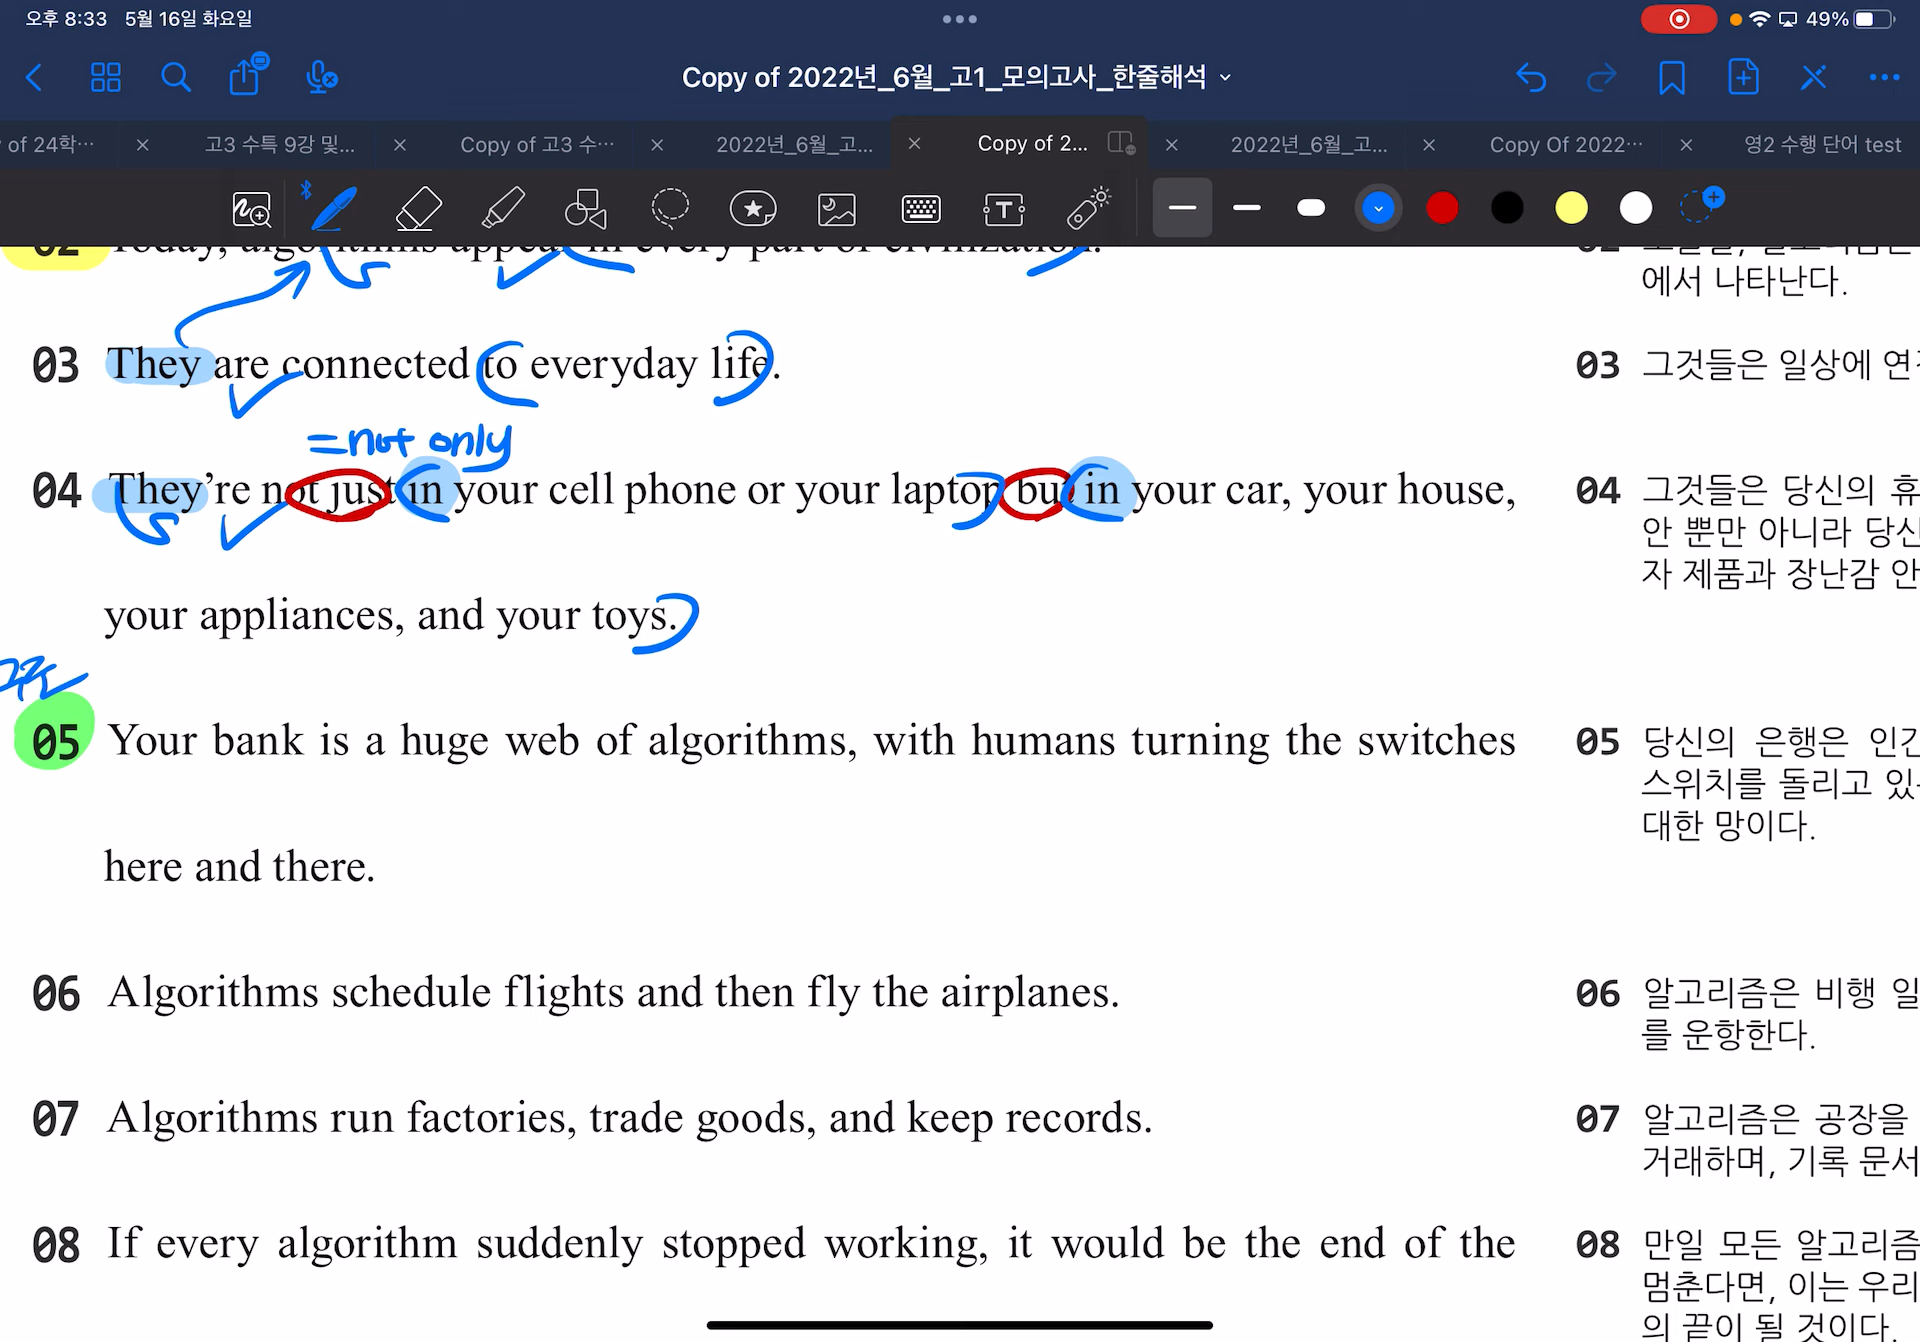 오후 8:33 5월 16일 화요일
49%
Copy of 2022년_6월_고1_모의고사_한줄해석
of 24학···
고3 수특 9강 및...
Copy of 고3 수···
2022년_6월_고...
Copy of 2...
2022년_6월_고...
Copy Of 2022···
영2 수행 단어 test
02 Today, algorithms appear in every part of civilization.
에서 나타난다.
03 They are connected to everyday life.
03 그것들은 일상에
=not only
04 They're not just in your cell phone or your laptop but in your car, your house,
your appliances, and your toys.
04 그것들은 당신의
안 뿐만 아니라
자 제품과 장난감 안
05 Your bank is a huge web of algorithms, with humans turning the switches
here and there.
05 당신의 은행은
스위치를 돌리고
대한 망이다.
06 Algorithms schedule flights and then fly the airplanes.
06 알고리즘은 비행
를 운항한다.
07 Algorithms run factories, trade goods, and keep records.
07 알고리즘은 공장을
거래하며, 기록 문서
08 If every algorithm suddenly stopped working, it would be the end of the
08 만일 모든 알고리즘
멈춘다면, 이는 우리
의 끝이 될 것이다.